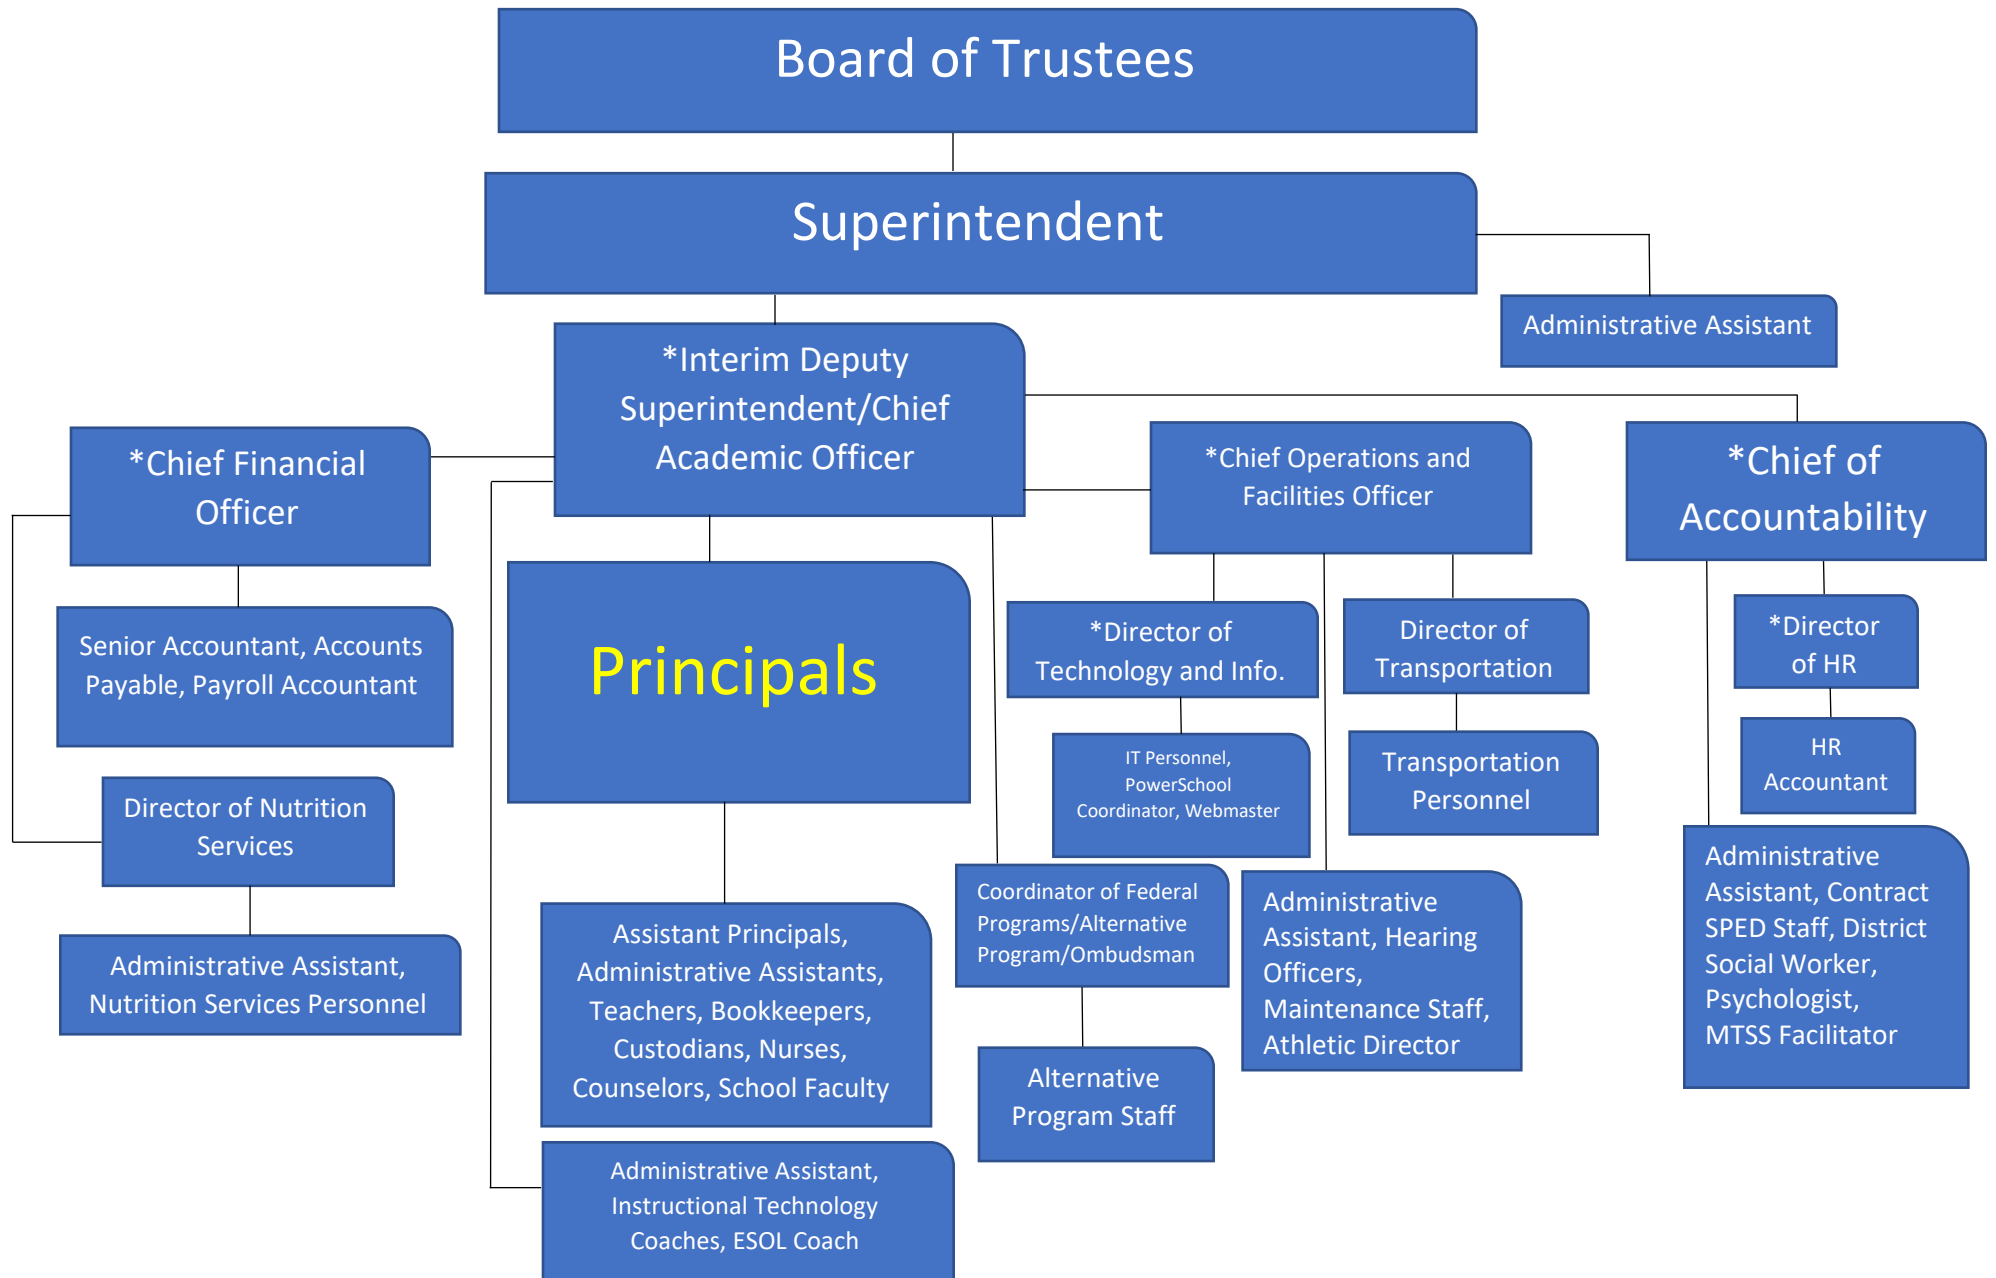 Board of Trustees
Superintendent
Administrative Assistant
*Interim Deputy
Superintendent/Chief
Academic Officer
*Chief Financial
Officer
*Chief Operations and
Facilities Officer
*Chief of
Accountability
Senior Accountant, Accounts
Payable, Payroll Accountant
Principals
*Director of
Technology and Info.
Director of
Transportation
*Director
of HR
IT Personnel,
PowerSchool
Coordinator, Webmaster
Transportation
Personnel
HR
Accountant
Director of Nutrition
Services
Administrative Assistant,
Nutrition Services Personnel
Assistant Principals,
Administrative Assistants,
Teachers, Bookkeepers,
Custodians, Nurses,
Counselors, School Faculty
Coordinator of Federal
Programs/Alternative
Program/Ombudsman
Administrative
Assistant, Hearing
Officers,
Maintenance Staff,
Athletic Director
Administrative
Assistant, Contract
SPED Staff, District
Social Worker,
Psychologist,
MTSS Facilitator
Alternative
Program Staff
Administrative Assistant,
Instructional Technology
Coaches, ESOL Coach